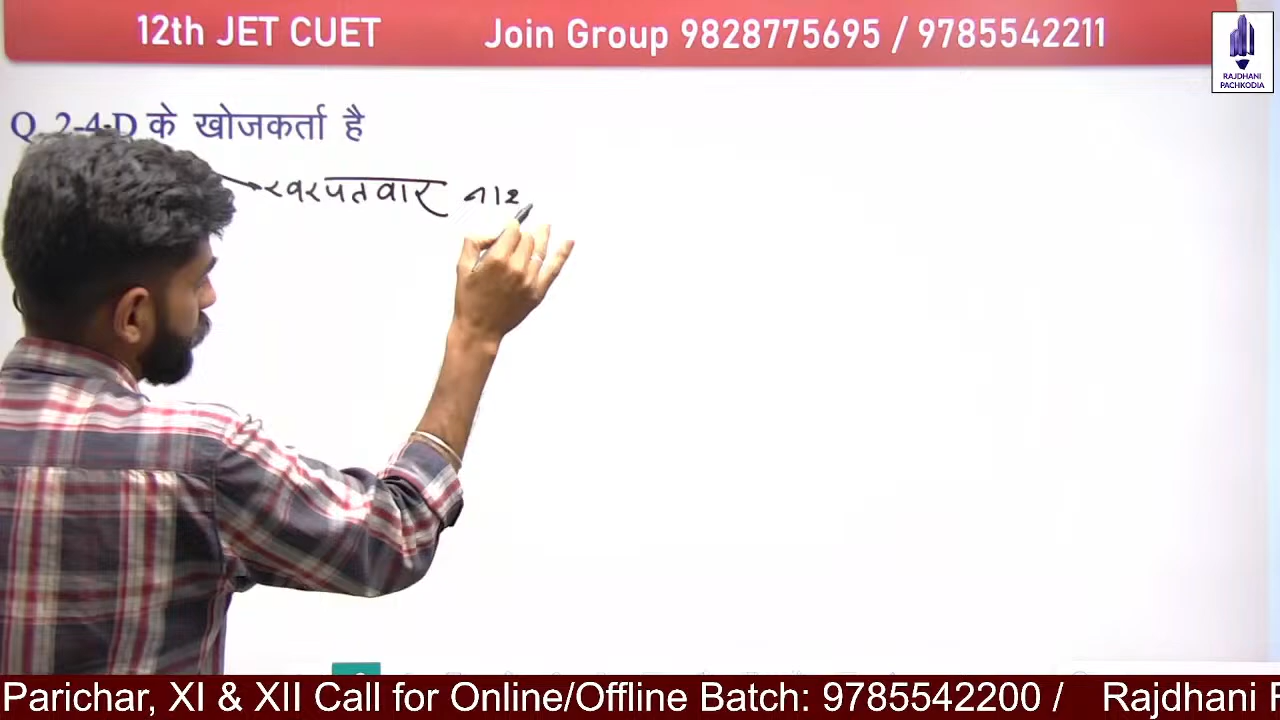 12th JET CUET Join Group 9828775695 / 9785542211
RAJDHANI
PACHKODIA
Q 2-4-D के खोजकर्ता है
खरपतवार
Parichar, XI & XII Call for Online/Offline Batch: 9785542200 / Rajdhani